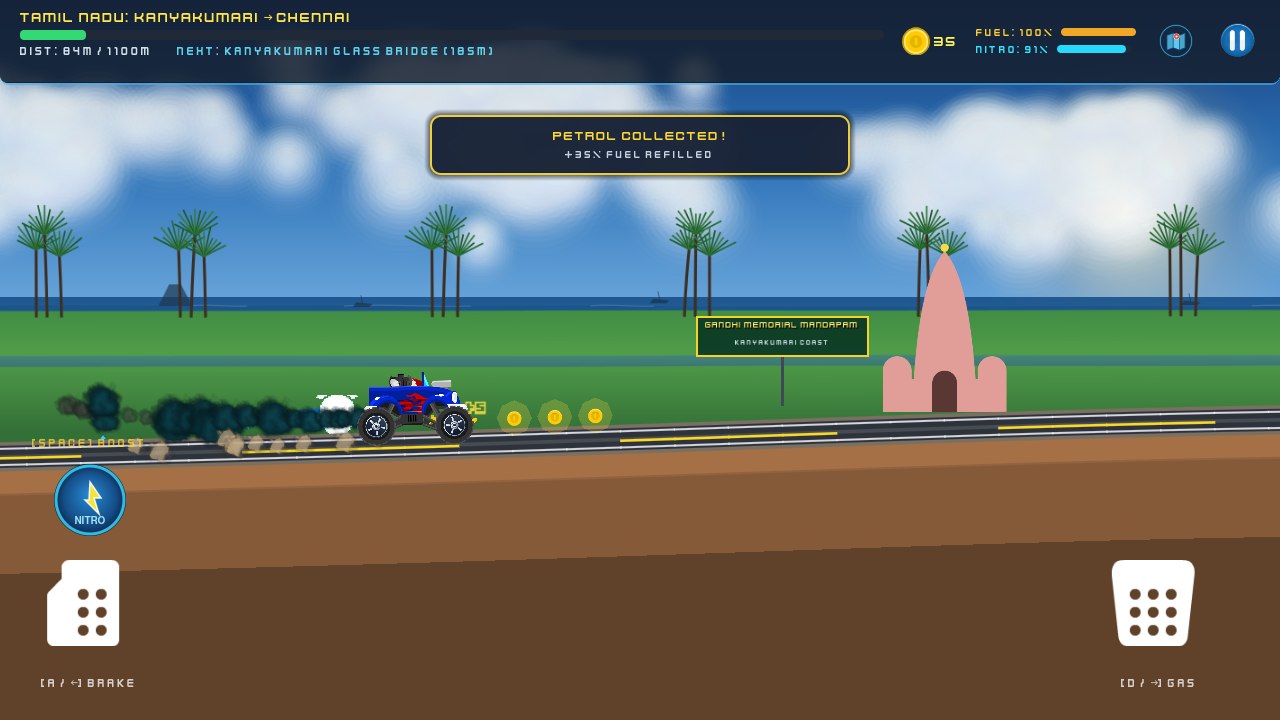 TAMIL NADU: KANYAKUMARI → CHENNAI
DIST: 84M / 1100M
NEXT: KANYAKUMARI GLASS BRIDGE (185M)
35
FUEL: 100%
NITRO: 91%
PETROL COLLECTED !
+35% FUEL REFILLED
GANDHI MEMORIAL MANDAPAM
KANYAKUMARI COAST
[SPACE] BOOST
NITRO
[A / ←] BRAKE
[D / →] GAS